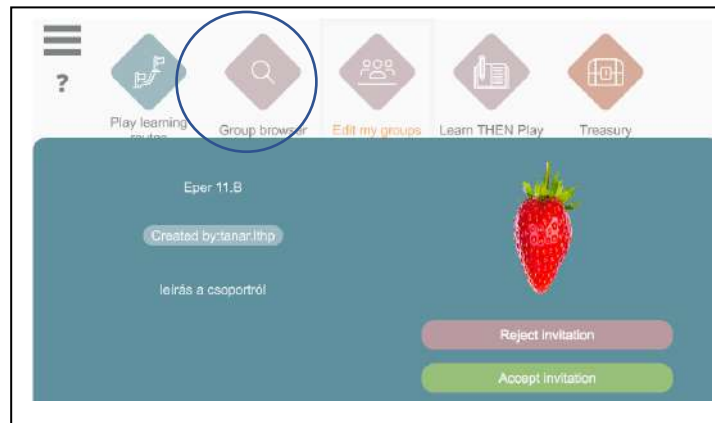 ?
Play learning
routes
Group browser
Edit my groups
Learn THEN Play
Treasury
Eper 11.B
Created by:tanar.lthp
leírás a csoportról
Reject invitation
Accept invitation